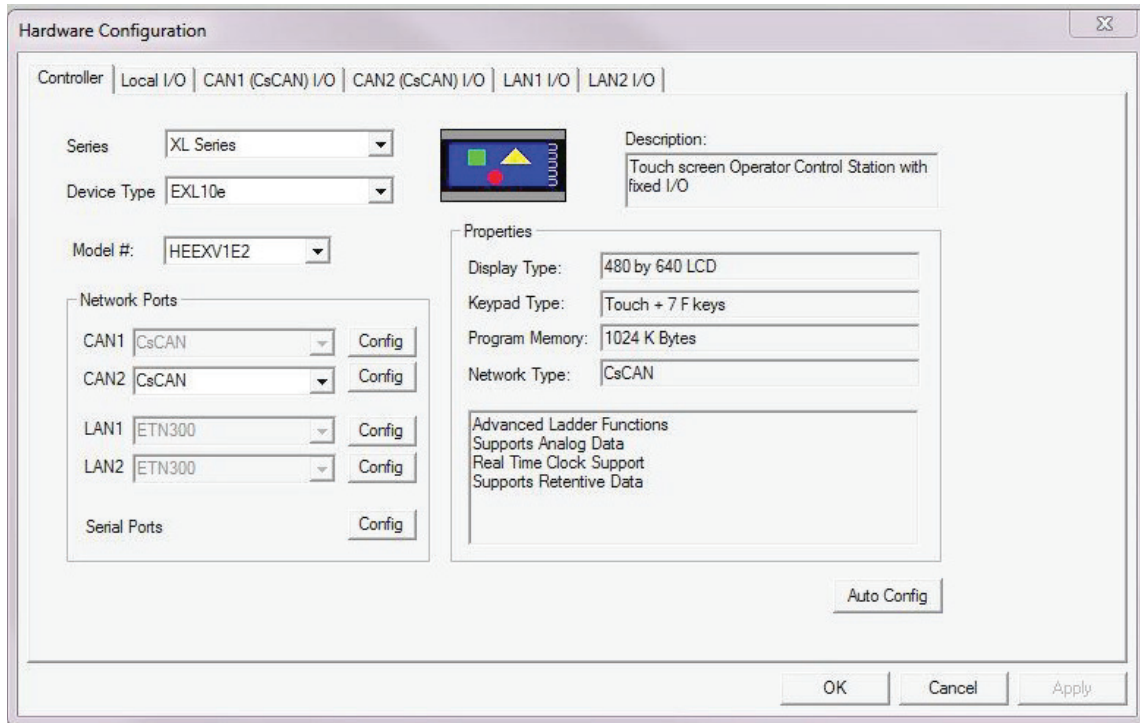 Hardware Configuration
Controller
Local I/O
CAN1 (CsCAN) I/O
CAN2 (CsCAN) I/O
LAN1 I/O
LAN2 I/O
Series
XL Series
Device Type
EXL10e
Model #:
HEEXV1E2
Description:
Touch screen Operator Control Station with
fixed I/O
Network Ports
CAN1
CsCAN
Config
CAN2
CsCAN
Config
LAN1
ETN300
Config
LAN2
ETN300
Config
Serial Ports
Config
Properties
Display Type:
480 by 640 LCD
Keypad Type:
Touch + 7 F keys
Program Memory:
1024 K Bytes
Network Type:
CsCAN
Advanced Ladder Functions
Supports Analog Data
Real Time Clock Support
Supports Retentive Data
Auto Config
OK
Cancel
Apply